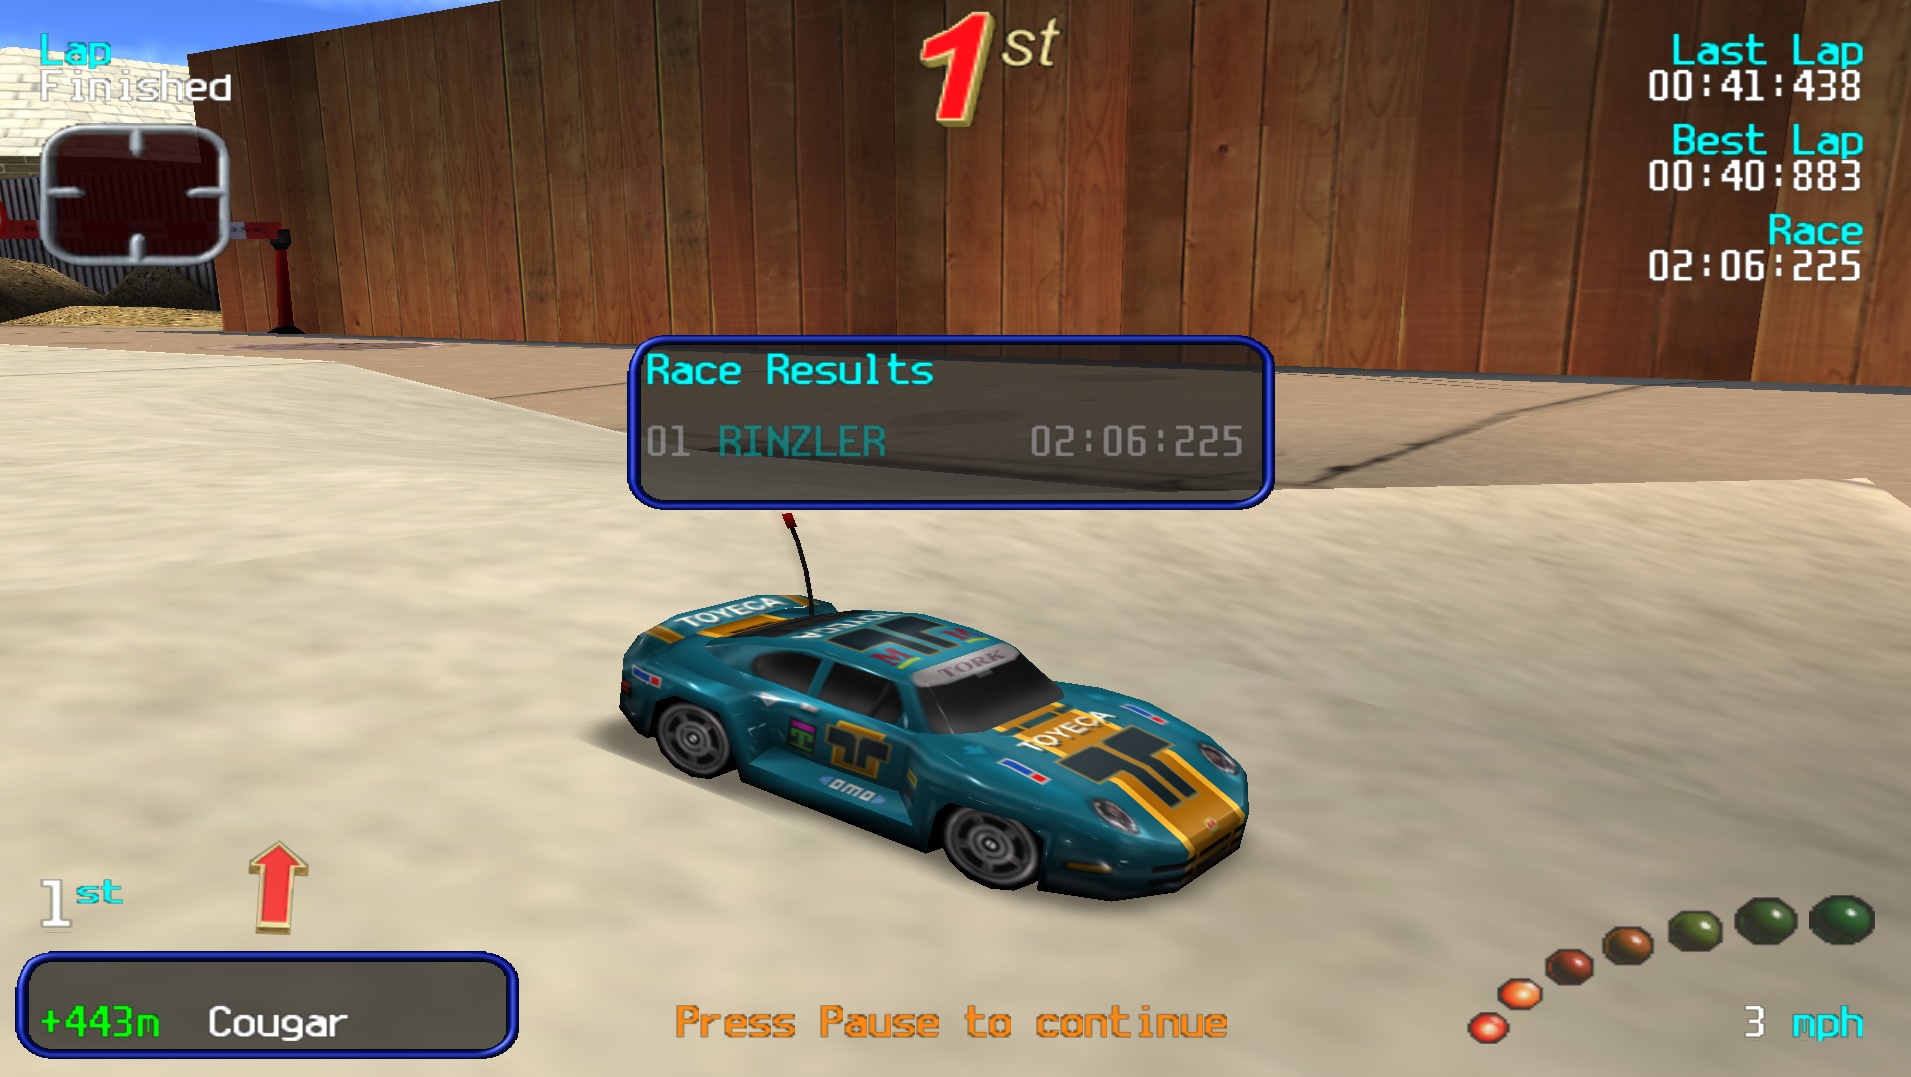 Lap
Finished
1st
Last Lap
00:41:438
Best Lap
00:40:883
Race
02:06:225
Race Results
01 RINZLER 02:06:225
TOYECA
TOYECA
TORK
TOYECA
OMO
1st
+443m Cougar
Press Pause to continue
3 mph